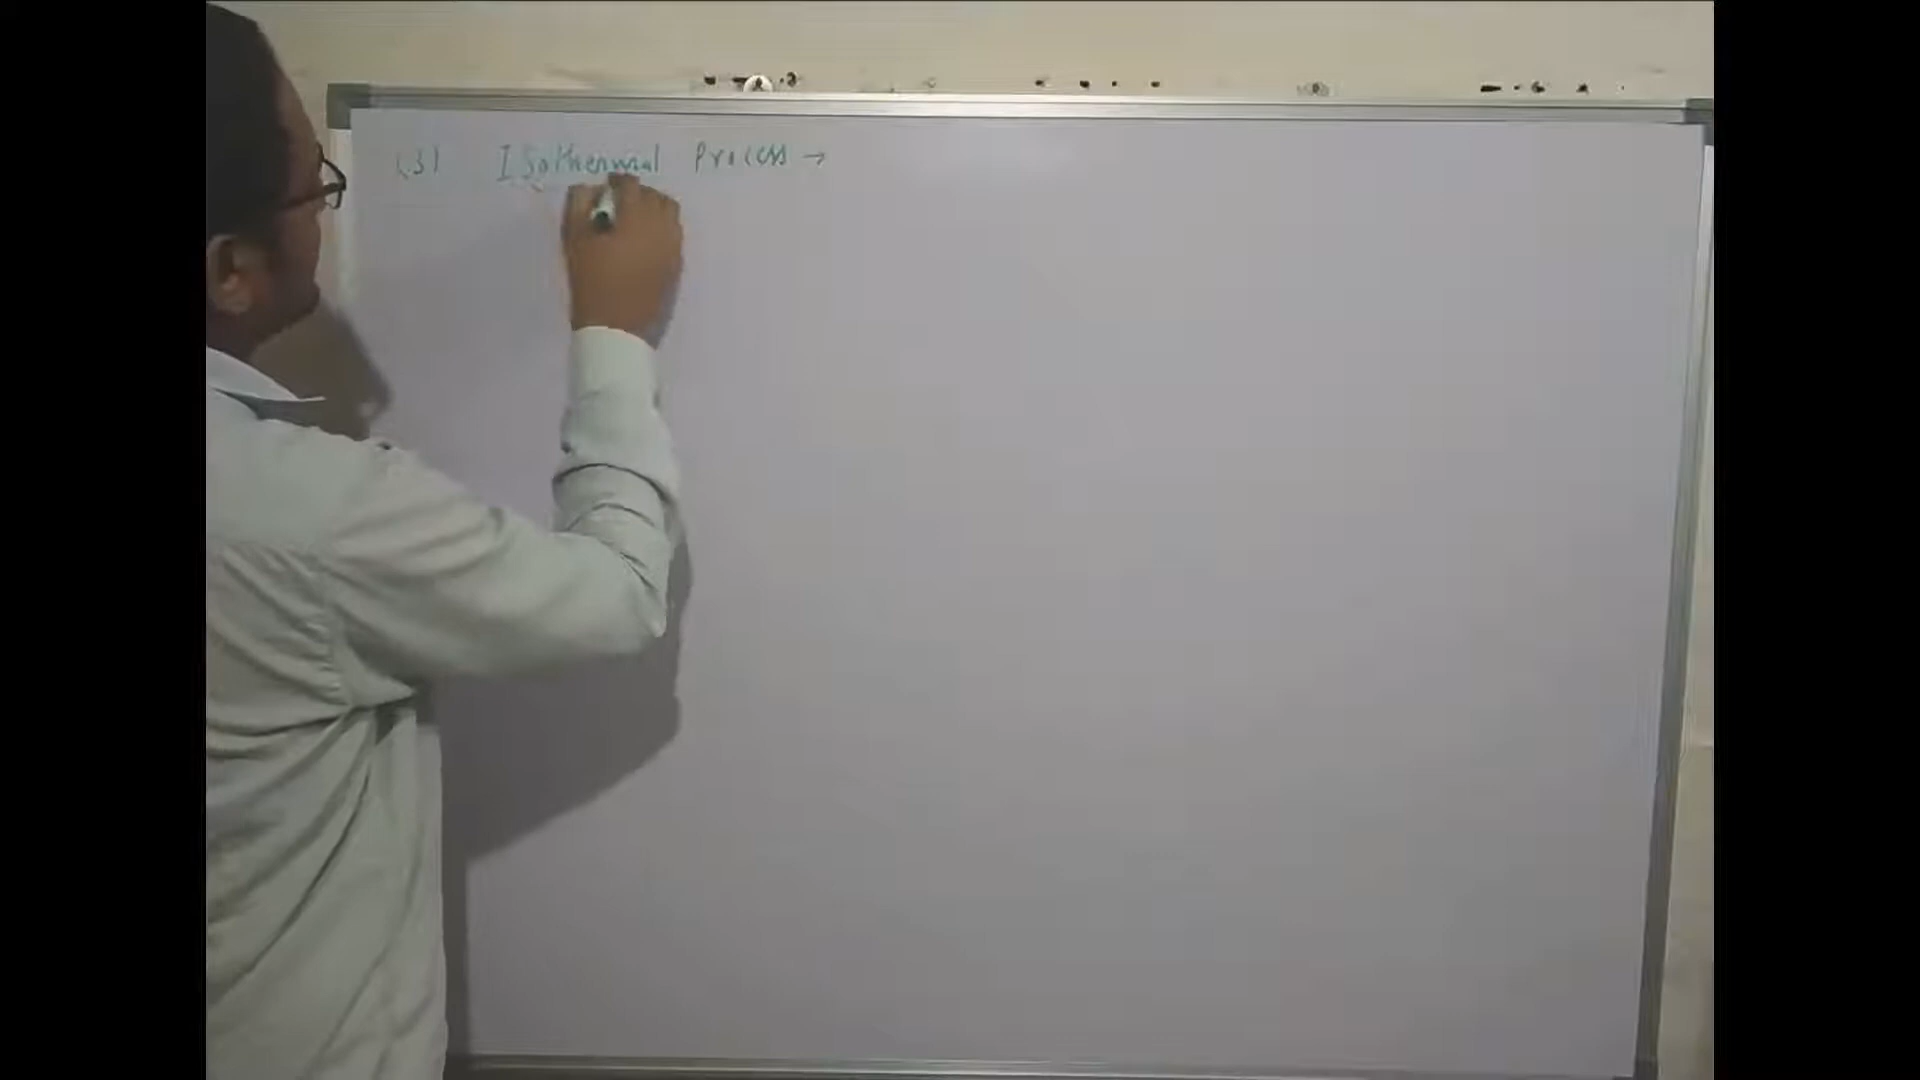 (3) Isothermal Process →